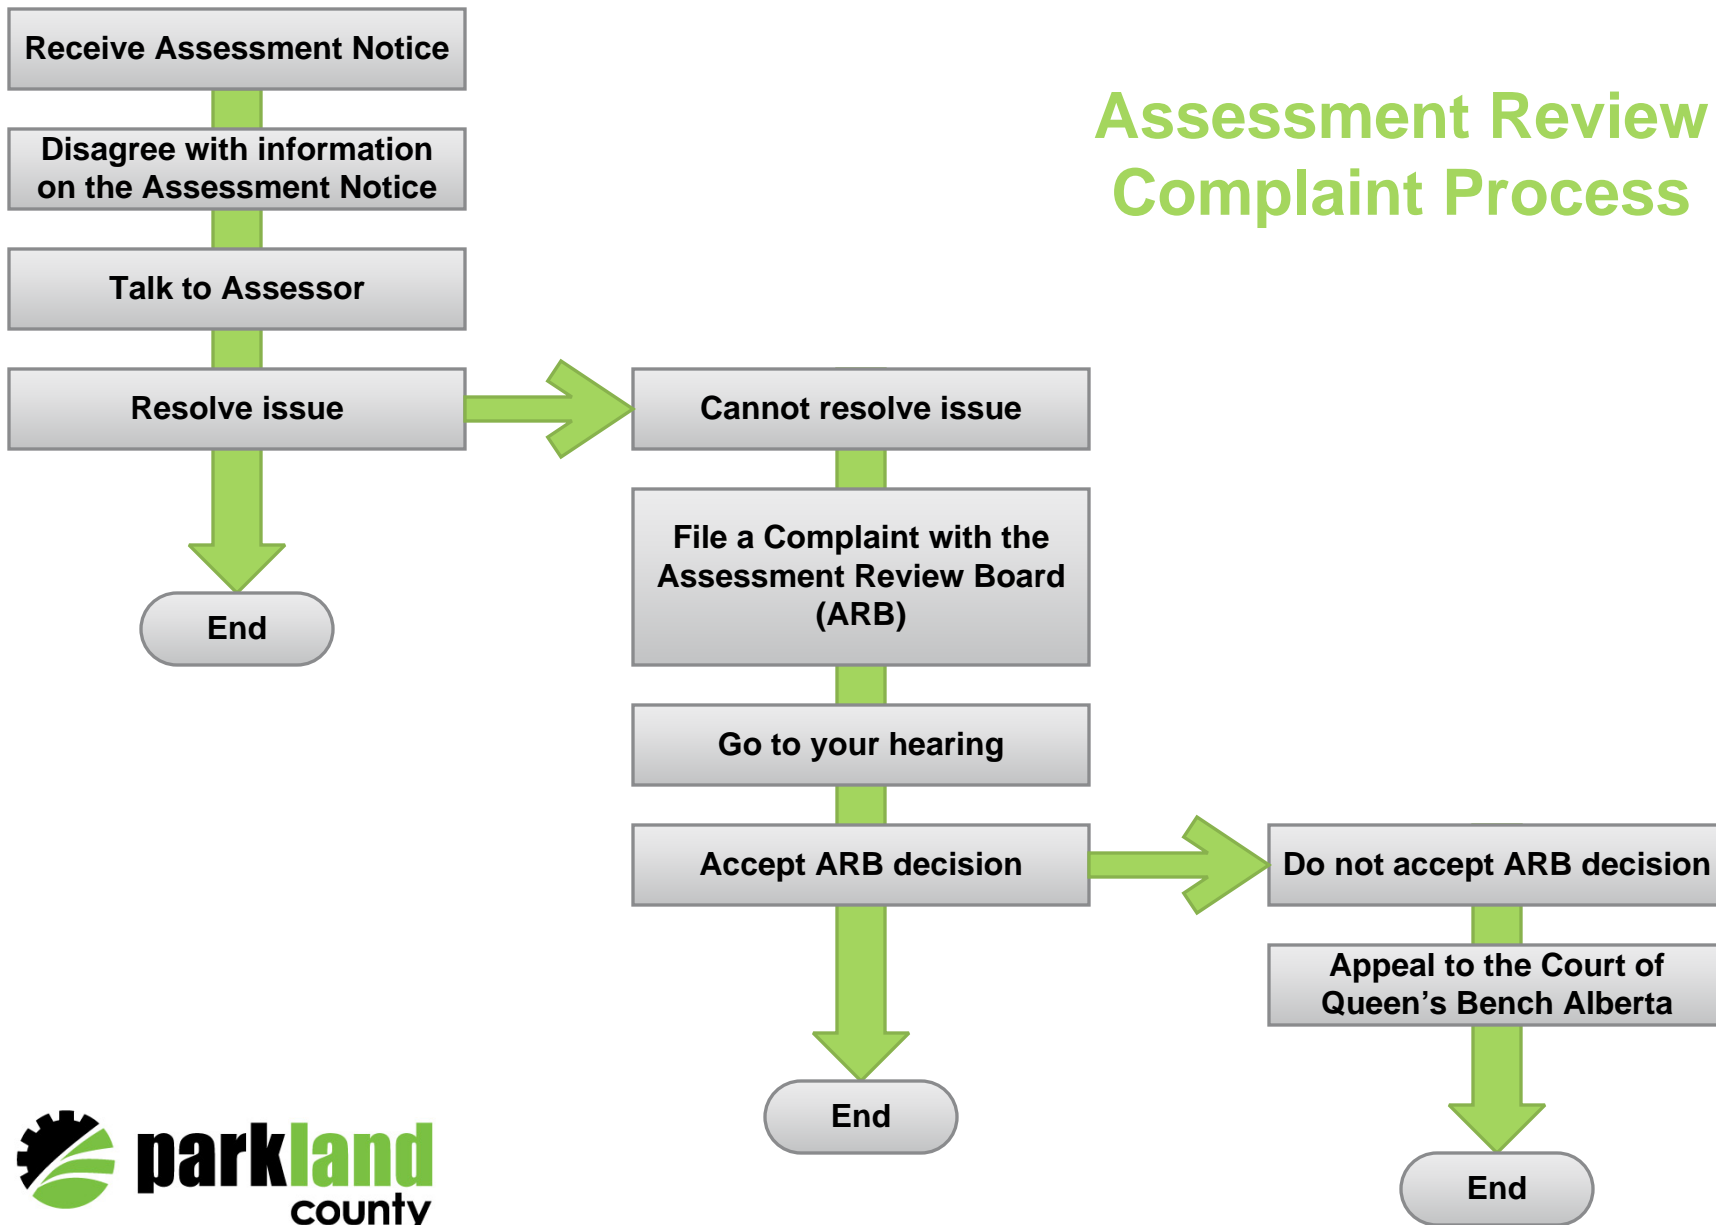 Receive Assessment Notice
Assessment Review
Complaint Process
Disagree with information
on the Assessment Notice
Talk to Assessor
Resolve issue
Cannot resolve issue
File a Complaint with the
Assessment Review Board
(ARB)
End
Go to your hearing
Accept ARB decision
Do not accept ARB decision
Appeal to the Court of
Queen’s Bench Alberta
End
End
parkland
county